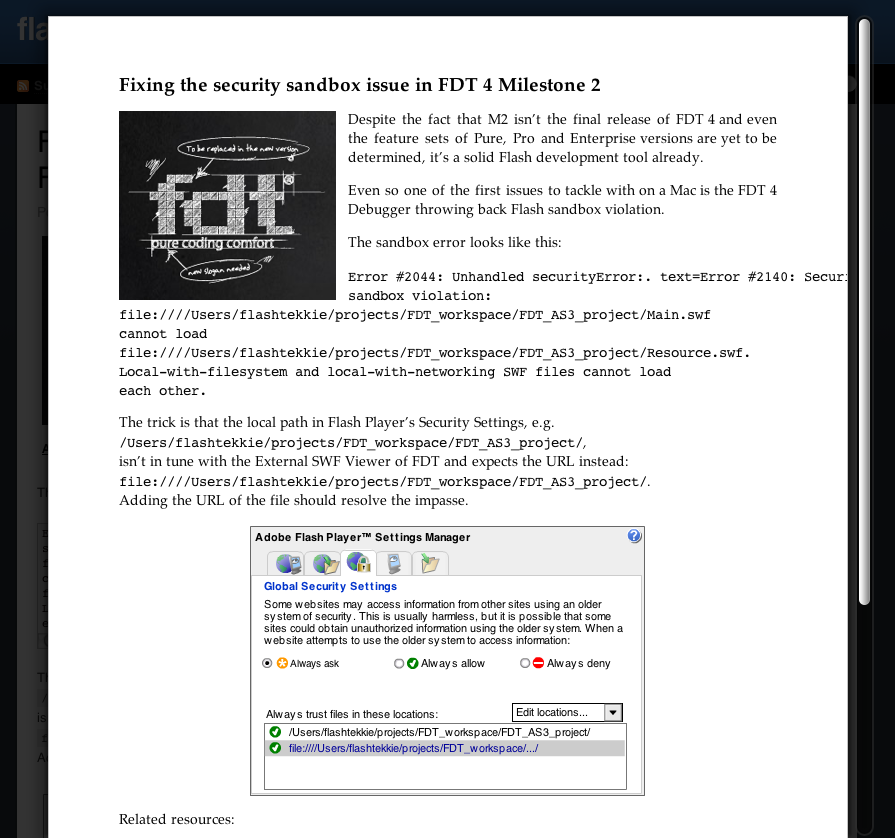 fla
Fixing the security sandbox issue in FDT 4 Milestone 2
To be replaced in the new version
fdt®
pure coding comfort
new slogan needed
Despite the fact that M2 isn't the final release of FDT 4 and even
the feature sets of Pure, Pro and Enterprise versions are yet to be
determined, it's a solid Flash development tool already.
Even so one of the first issues to tackle with on a Mac is the FDT 4
Debugger throwing back Flash sandbox violation.
The sandbox error looks like this:
Error #2044: Unhandled securityError:. text=Error #2140: Securi
sandbox violation:
file:////Users/flashtekkie/projects/FDT_workspace/FDT_AS3_project/Main.swf
cannot load
file:////Users/flashtekkie/projects/FDT_workspace/FDT_AS3_project/Resource.swf.
Local-with-filesystem and local-with-networking SWF files cannot load
each other.
The trick is that the local path in Flash Player's Security Settings, e.g.
/Users/flashtekkie/projects/FDT_workspace/FDT_AS3_project/,
isn't in tune with the External SWF Viewer of FDT and expects the URL instead:
file:////Users/flashtekkie/projects/FDT_workspace/FDT_AS3_project/.
Adding the URL of the file should resolve the impasse.
Adobe Flash Player™ Settings Manager
Global Security Settings
Some websites may access information from other sites using an older
system of security. This is usually harmless, but it is possible that some
sites could obtain unauthorized information using the older system. When a
website attempts to use the older system to access information:
Always ask Always allow Always deny
Always trust files in these locations: Edit locations...
/Users/flashtekkie/projects/FDT_workspace/FDT_AS3_project/
file:////Users/flashtekkie/projects/FDT_workspace/.../
Related resources: